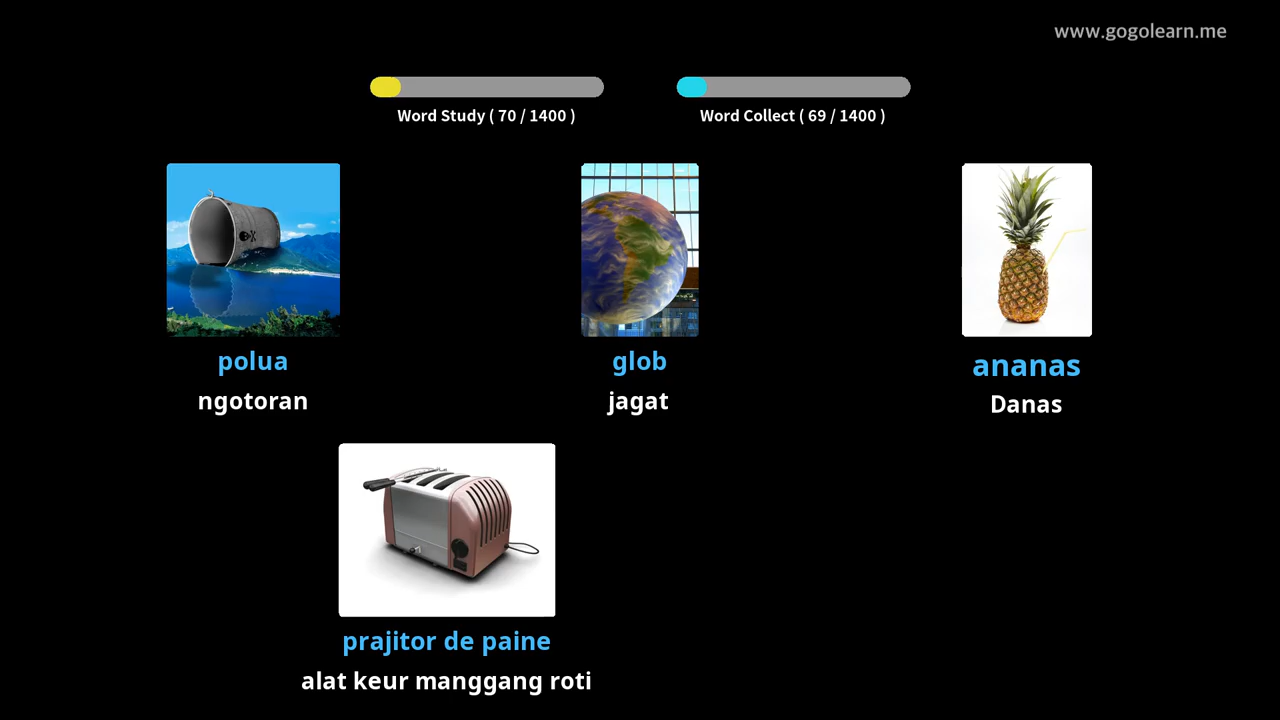 www.gogolearn.me
Word Study ( 70 / 1400 )
Word Collect ( 69 / 1400 )
polua
glob
ananas
ngotoran
jagat
Danas
prajitor de paine
alat keur manggang roti